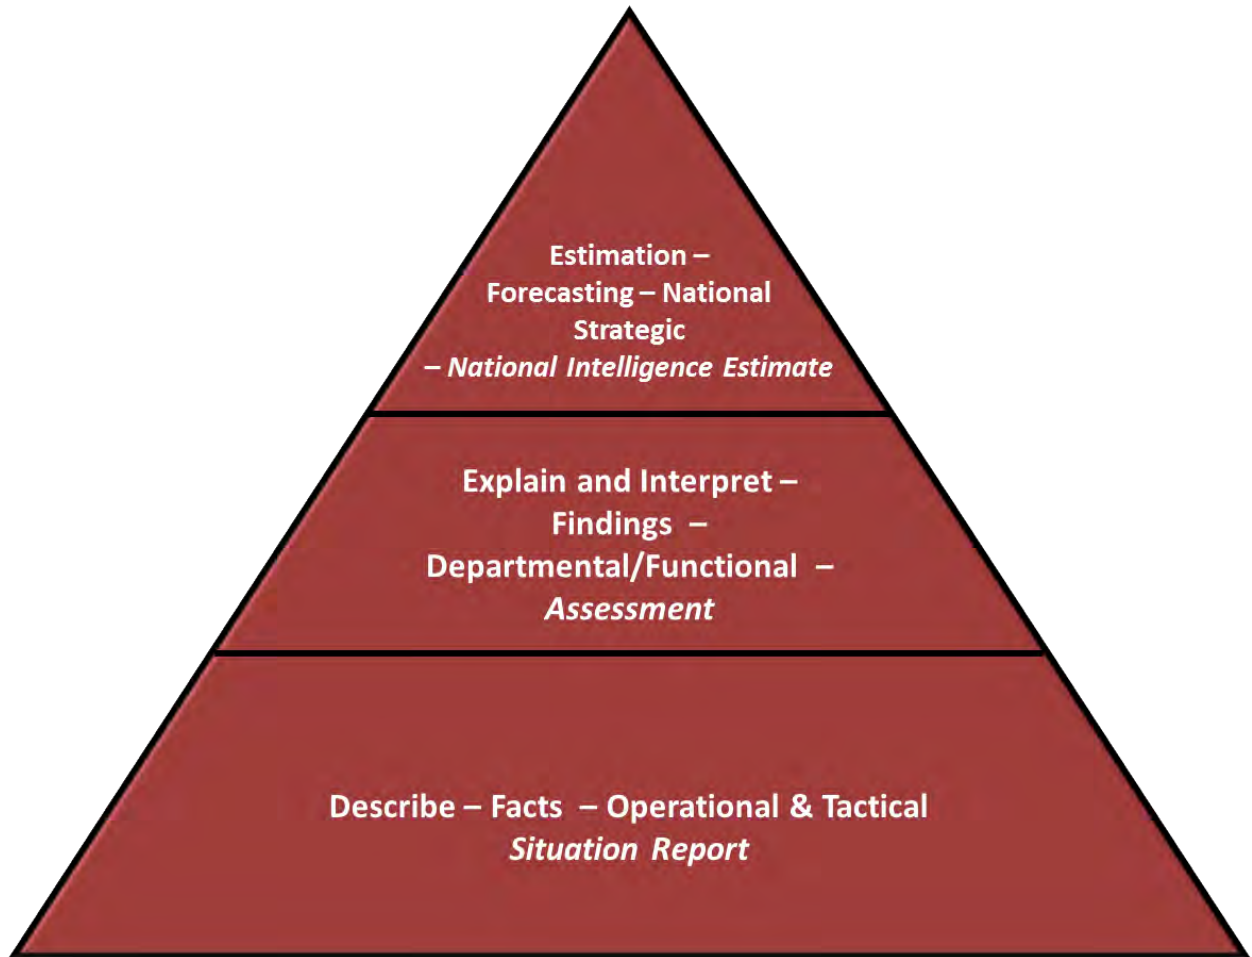 Estimation –
Forecasting – National
Strategic
– National Intelligence Estimate
Explain and Interpret –
Findings –
Departmental/Functional –
Assessment
Describe – Facts – Operational & Tactical
Situation Report